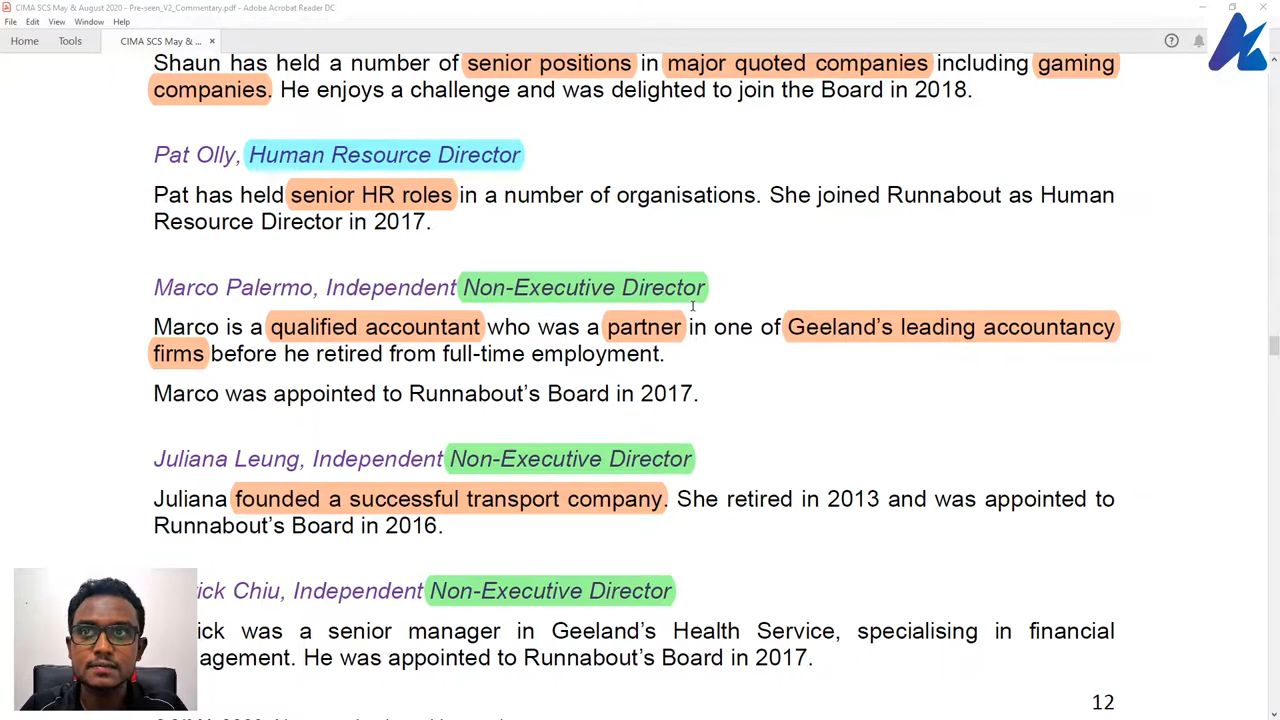 CIMA SCS May & August 2020 - Pre-seen_V2_Commentary.pdf - Adobe Acrobat Reader DC
File Edit View Window Help
Home Tools CIMA SCS May & ... ×
Shaun has held a number of senior positions in major quoted companies including gaming
companies. He enjoys a challenge and was delighted to join the Board in 2018.
Pat Olly, Human Resource Director
Pat has held senior HR roles in a number of organisations. She joined Runnabout as Human
Resource Director in 2017.
Marco Palermo, Independent Non-Executive Director
Marco is a qualified accountant who was a partner in one of Geeland's leading accountancy
firms before he retired from full-time employment.
Marco was appointed to Runnabout's Board in 2017.
Juliana Leung, Independent Non-Executive Director
Juliana founded a successful transport company. She retired in 2013 and was appointed to
Runnabout's Board in 2016.
rick Chiu, Independent Non-Executive Director
ick was a senior manager in Geeland's Health Service, specialising in financial
agement. He was appointed to Runnabout's Board in 2017.
12